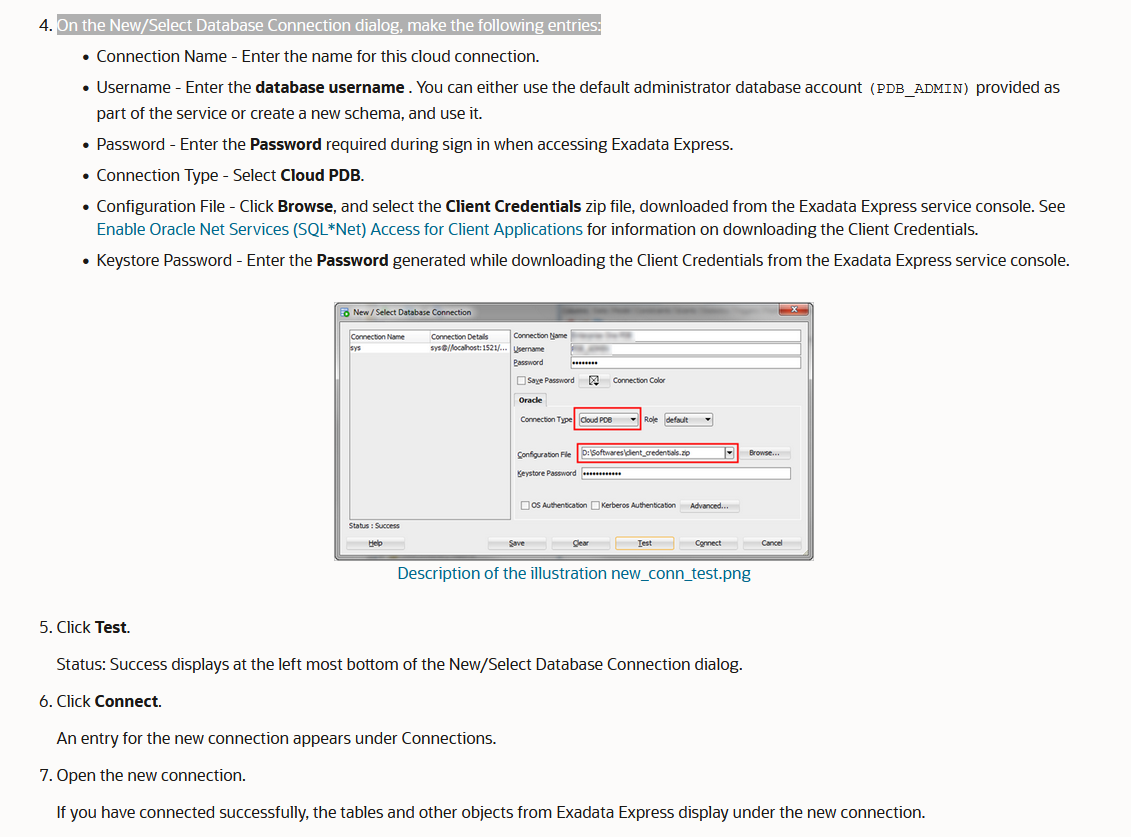 4. On the New/Select Database Connection dialog, make the following entries:
• Connection Name - Enter the name for this cloud connection.
• Username - Enter the database username . You can either use the default administrator database account (PDB_ADMIN) provided as
part of the service or create a new schema, and use it.
• Password - Enter the Password required during sign in when accessing Exadata Express.
• Connection Type - Select Cloud PDB.
• Configuration File - Click Browse, and select the Client Credentials zip file, downloaded from the Exadata Express service console. See
Enable Oracle Net Services (SQL*Net) Access for Client Applications for information on downloading the Client Credentials.
• Keystore Password - Enter the Password generated while downloading the Client Credentials from the Exadata Express service console.
New / Select Database Connection
Connection Name Connection Details
sys sys@//localhost:1521/...
Connection Name
Username
Password ••••••••
Save Password Connection Color
Oracle
Connection Type Cloud PDB Role default
Configuration File D:\Softwares\client_credentials.zip Browse...
Keystore Password ••••••••••••
OS Authentication Kerberos Authentication Advanced...
Status : Success
Help Save Clear Test Connect Cancel
Description of the illustration new_conn_test.png
5. Click Test.
Status: Success displays at the left most bottom of the New/Select Database Connection dialog.
6. Click Connect.
An entry for the new connection appears under Connections.
7. Open the new connection.
If you have connected successfully, the tables and other objects from Exadata Express display under the new connection.